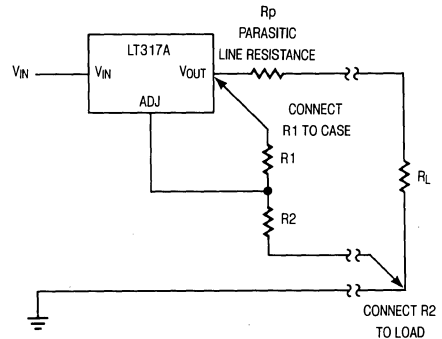 Rp
PARASITIC
LINE RESISTANCE
LT317A
VIN
VIN
VOUT
ADJ
CONNECT
R1 TO CASE
R1
RL
R2
CONNECT R2
TO LOAD